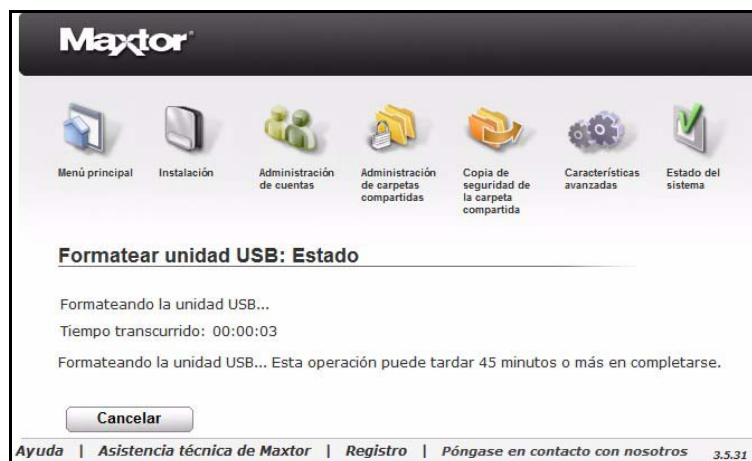 Maxtor
Menú principal
Instalación
Administración
de cuentas
Administración
de carpetas
compartidas
Copia de
seguridad de
la carpeta
compartida
Características
avanzadas
Estado del
sistema
Formatear unidad USB: Estado
Formateando la unidad USB...
Tiempo transcurrido: 00:00:03
Formateando la unidad USB... Esta operación puede tardar 45 minutos o más en completarse.
Cancelar
Ayuda | Asistencia técnica de Maxtor | Registro | Póngase en contacto con nosotros 3.5.31